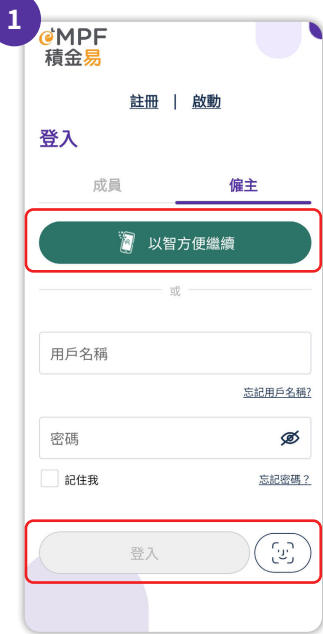 1
eMPF
積金易
註冊 | 啟動
登入
成員 僱主
以智方便繼續
或
用戶名稱
忘記用戶名稱?
密碼
記住我 忘記密碼？
登入